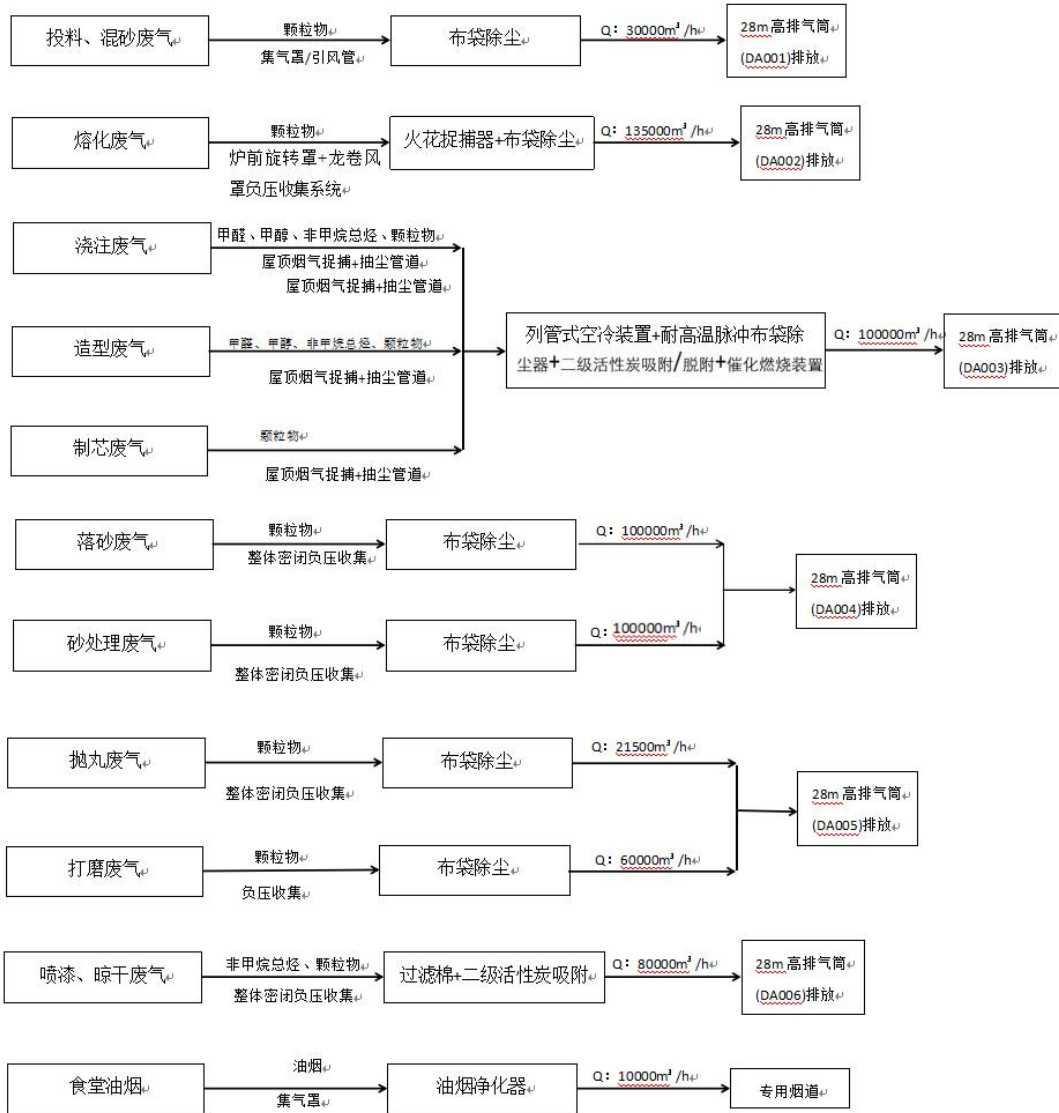 投料、混砂废气
颗粒物
集气罩/引风管
布袋除尘
Q：30000m³/h
28m高排气筒
(DA001)排放
熔化废气
颗粒物
炉前旋转罩+龙卷风
罩负压收集系统
火花捉捕器+布袋除尘
Q：135000m³/h
28m高排气筒
(DA002)排放
浇注废气
甲醛、甲醇、非甲烷总烃、颗粒物
屋顶烟气捉捕+抽尘管道
屋顶烟气捉捕+抽尘管道
造型废气
甲醛、甲醇、非甲烷总烃、颗粒物
屋顶烟气捉捕+抽尘管道
制芯废气
颗粒物
屋顶烟气捉捕+抽尘管道
列管式空冷装置+耐高温脉冲布袋除
尘器+二级活性炭吸附/脱附+催化燃烧装置
Q：100000m³/h
28m高排气筒
(DA003)排放
落砂废气
颗粒物
整体密闭负压收集
布袋除尘
Q：100000m³/h
砂处理废气
颗粒物
整体密闭负压收集
布袋除尘
Q：100000m³/h
28m高排气筒
(DA004)排放
抛丸废气
颗粒物
整体密闭负压收集
布袋除尘
Q：21500m³/h
打磨废气
颗粒物
负压收集
布袋除尘
Q：60000m³/h
28m高排气筒
(DA005)排放
喷漆、晾干废气
非甲烷总烃、颗粒物
整体密闭负压收集
过滤棉+二级活性炭吸附
Q：80000m³/h
28m高排气筒
(DA006)排放
食堂油烟
油烟
集气罩
油烟净化器
Q：10000m³/h
专用烟道